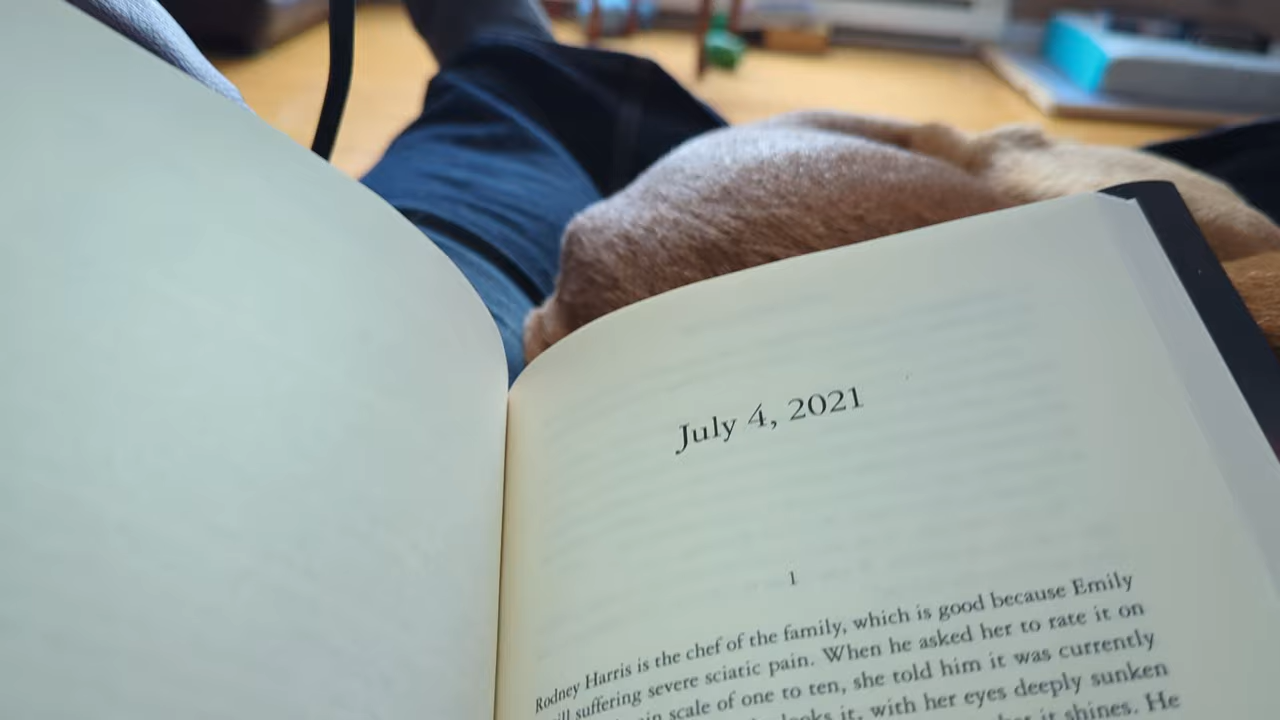 July 4, 2021
1
Rodney Harris is the chef of the family, which is good because Emily
suffering severe sciatic pain. When he asked her to rate it on
scale of one to ten, she told him it was currently
looks it, with her eyes deeply sunken
it shines. He